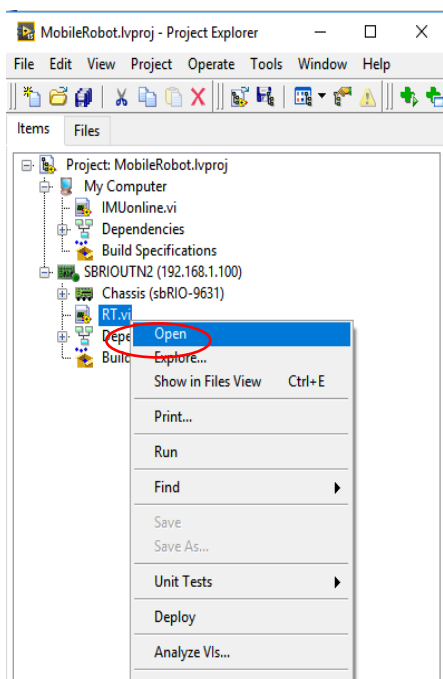 MobileRobot.lvproj - Project Explorer
File Edit View Project Operate Tools Window Help
Items Files
Project: MobileRobot.lvproj
My Computer
IMUonline.vi
Dependencies
Build Specifications
SBRIOUTN2 (192.168.1.100)
Chassis (sbRIO-9631)
RT.vi
Depe
Build
Open
Explore...
Show in Files View Ctrl+E
Print...
Run
Find
Save
Save As...
Unit Tests
Deploy
Analyze VIs...